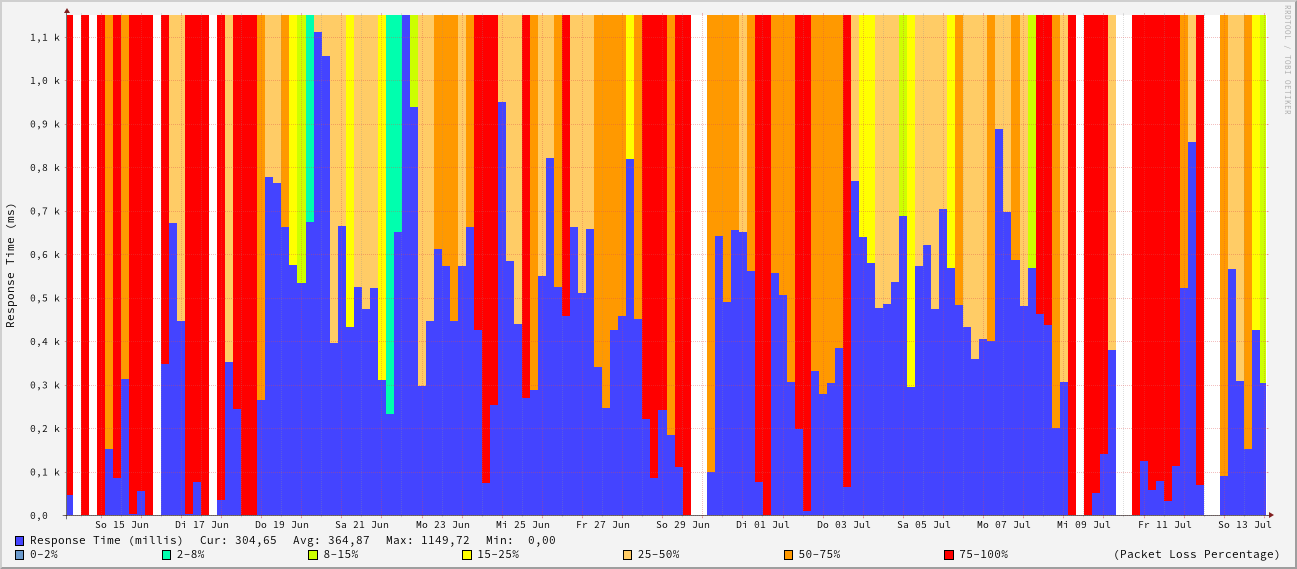 RRDTOOL / TOBI OETIKER
Response Time (ms)
1,1 k
1,0 k
0,9 k
0,8 k
0,7 k
0,6 k
0,5 k
0,4 k
0,3 k
0,2 k
0,1 k
0,0
So 15 Jun Di 17 Jun Do 19 Jun Sa 21 Jun Mo 23 Jun Mi 25 Jun Fr 27 Jun So 29 Jun Di 01 Jul Do 03 Jul Sa 05 Jul Mo 07 Jul Mi 09 Jul Fr 11 Jul So 13 Jul
Response Time (millis) Cur: 304,65 Avg: 364,87 Max: 1149,72 Min: 0,00
0-2% 2-8% 8-15% 15-25% 25-50% 50-75% 75-100% (Packet Loss Percentage)